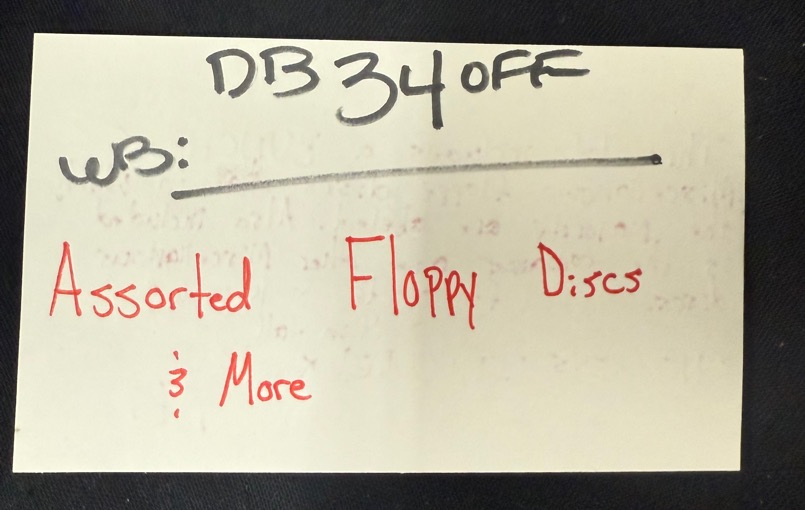 DB 34 OFF
WB:
Assorted Floppy Discs
& More